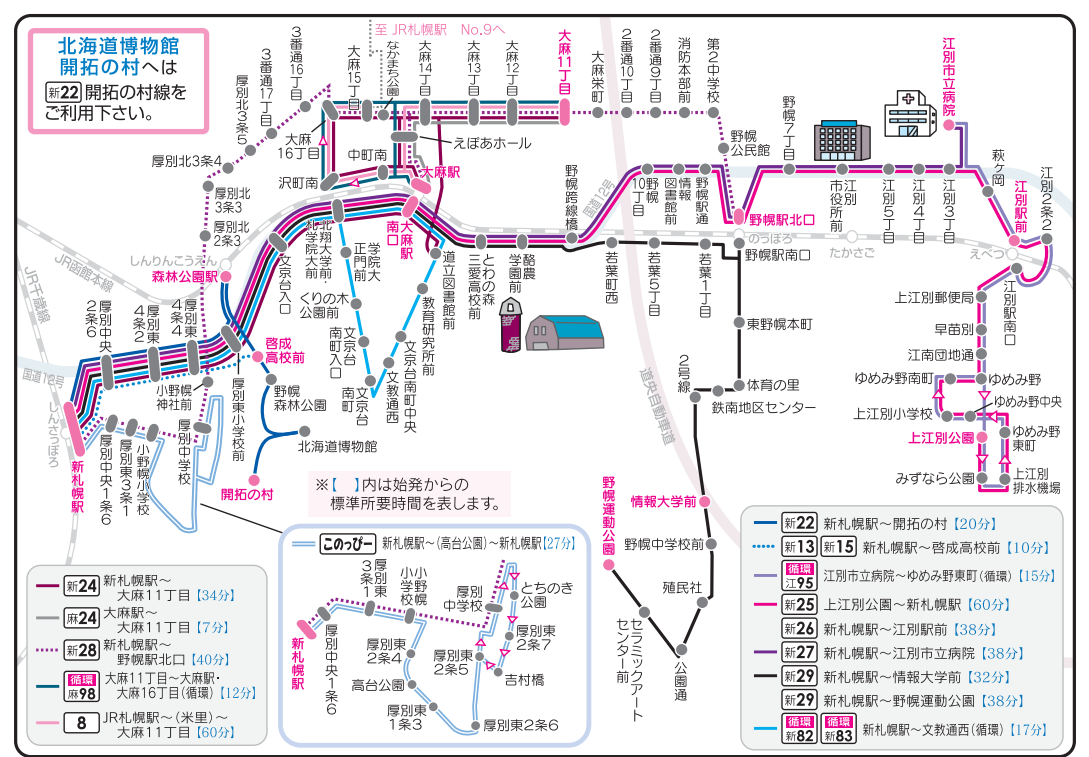 北海道博物館
開拓の村へは
新22開拓の村線を
ご利用下さい。
至 JR札幌駅 No.9へ
3番通16丁目
3番通17丁目
厚別北3条5
厚別北3条4
厚別北
3条3
厚別北
2条3
大麻
15丁目
なかまち公園
大麻
14丁目
大麻
13丁目
大麻
12丁目
大麻
11丁目
大麻栄町
2番通10丁目
2番通9丁目
消防本部前
第2中学校
野幌
公民館
野幌7丁目
江別市立病院
大麻
16丁目
中町南
沢町南
えぽあホール
大麻駅
大麻駅
南口
野幌跨線橋
国道12号
野幌
10丁目
情報
図書館前
野幌駅通
野幌駅北口
江別
市役所前
江別5丁目
江別4丁目
江別3丁目
萩ヶ岡
江別駅前
江別2条2
のっぽろ
たかさご
えべつ
JR千歳線
JR函館本線
しんりんこうえん
森林公園駅
文京台入口
北翔大学前・
札学院大前
学院大
正門前
くりの木
公園前
文京台
南町入口
文京台
南町
文教通西
文京台南町中央
教育研究所前
道立図書館前
とわの森
三愛高校前
酪農
学園前
若葉町西
若葉5丁目
若葉1丁目
野幌駅南口
東野幌本町
体育の里
鉄南地区センター
2号線
道央自動車道
江別駅南口
上江別郵便局
早苗別
江南団地通
ゆめみ野南町
ゆめみ野
ゆめみ野中央
上江別小学校
上江別公園
ゆめみ野
東町
みずなら公園
上江別
排水機場
国道12号
しんさっぽろ
新札幌駅
厚別中央
2条6
厚別東
4条2
厚別東
4条4
小野幌
神社前
厚別東小学校前
啓成
高校前
野幌
森林公園
北海道博物館
開拓の村
厚別中央1条6
厚別東3条1
小野幌小学校
厚別中学校
※【 】内は始発からの
標準所要時間を表します。
野幌運動公園
情報大学前
野幌中学校前
殖民社
公園通
セラミックアート
センター前
このっぴー 新札幌駅～(高台公園)～新札幌駅【27分】
新札幌駅
厚別中央1条6
厚別東
3条1
小野幌
小学校
厚別
中学校
とちのき
公園
厚別東
2条7
厚別東
2条4
厚別東
2条5
高台公園
吉村橋
厚別東
1条3
厚別東2条6
新24 新札幌駅～
大麻11丁目【34分】
麻24 大麻駅～
大麻11丁目【7分】
新28 新札幌駅～
野幌駅北口【40分】
循環 麻98 大麻11丁目～大麻駅・
大麻16丁目(循環)【12分】
8 JR札幌駅～(米里)～
大麻11丁目【60分】
新22 新札幌駅～開拓の村【20分】
新13 新15 新札幌駅～啓成高校前【10分】
循環 江95 江別市立病院～ゆめみ野東町(循環)【15分】
新25 上江別公園～新札幌駅【60分】
新26 新札幌駅～江別駅前【38分】
新27 新札幌駅～江別市立病院【38分】
新29 新札幌駅～情報大学前【32分】
新29 新札幌駅～野幌運動公園【38分】
循環 新82 循環 新83 新札幌駅～文教通西(循環)【17分】